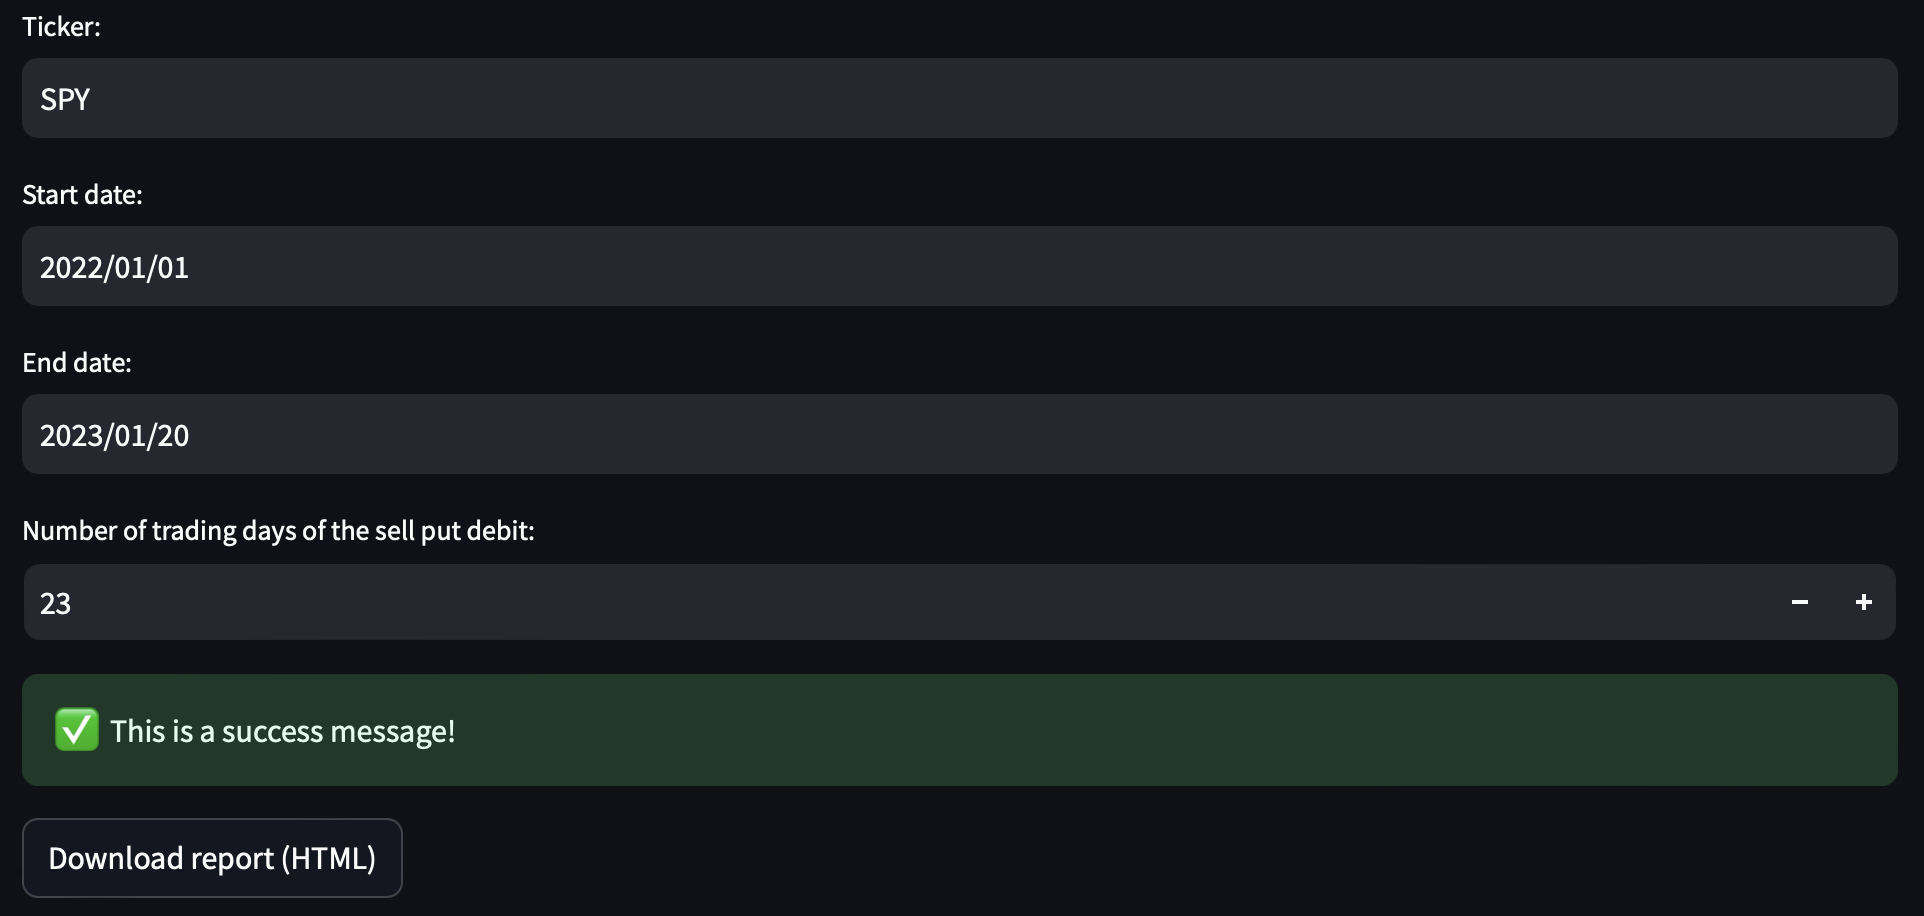 Ticker:
SPY
Start date:
2022/01/01
End date:
2023/01/20
Number of trading days of the sell put debit:
23
✅ This is a success message!
Download report (HTML)